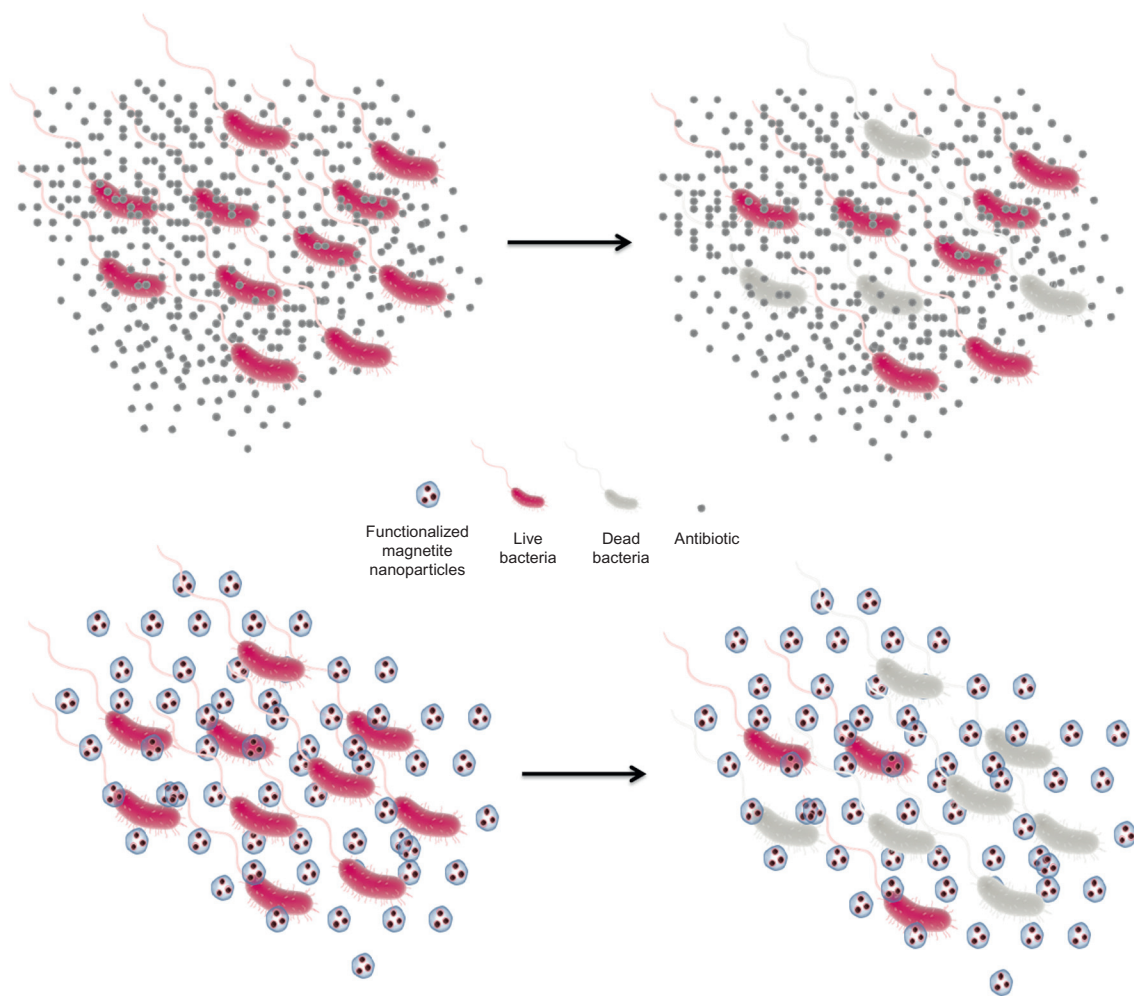 Functionalized
magnetite
nanoparticles
Live
bacteria
Dead
bacteria
Antibiotic